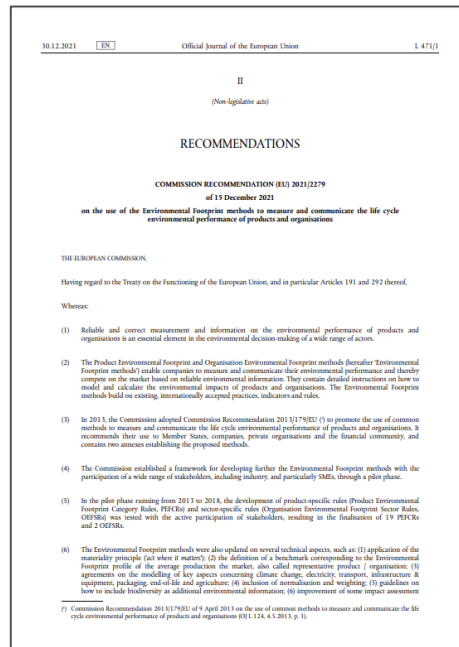 30.12.2021 EN Official Journal of the European Union L 471/1
II
(Non-legislative acts)
RECOMMENDATIONS
COMMISSION RECOMMENDATION (EU) 2021/2279
of 15 December 2021
on the use of the Environmental Footprint methods to measure and communicate the life cycle
environmental performance of products and organisations
THE EUROPEAN COMMISSION,
Having regard to the Treaty on the Functioning of the European Union, and in particular Articles 191 and 292 thereof,
Whereas:
(1) Reliable and correct measurement and information on the environmental performance of products and
organisations is an essential element in the environmental decision-making of a wide range of actors.
(2) The Product Environmental Footprint and Organisation Environmental Footprint methods (hereafter 'Environmental
Footprint methods') enable companies to measure and communicate their environmental performance and thereby
compete on the market based on reliable environmental information. They contain detailed instructions on how to
model and calculate the environmental impacts of products and organisations. The Environmental Footprint
methods build on existing, internationally accepted practices, indicators and rules.
(3) In 2013, the Commission adopted Commission Recommendation 2013/179/EU (¹) to promote the use of common
methods to measure and communicate the life cycle environmental performance of products and organisations. It
recommends their use to Member States, companies, private organisations and the financial community, and
contains two annexes establishing the proposed methods.
(4) The Commission established a framework for developing further the Environmental Footprint methods with the
participation of a wide range of stakeholders, including industry, and particularly SMEs, through a pilot phase.
(5) In the pilot phase running from 2013 to 2018, the development of product-specific rules (Product Environmental
Footprint Category Rules, PEFCRs) and sector-specific rules (Organisation Environmental Footprint Sector Rules,
OEFSRs) was tested with the active participation of stakeholders, resulting in the finalisation of 19 PEFCRs
and 2 OEFSRs.
(6) The Environmental Footprint methods were also updated on several technical aspects, such as: (1) application of the
materiality principle ('act where it matters'); (2) the definition of a benchmark corresponding to the Environmental
Footprint profile of the average production the market, also called representative product / organisation; (3)
agreements on the modelling of key aspects concerning climate change, electricity, transport, infrastructure &
equipment, packaging, end-of-life and agriculture; (4) inclusion of normalisation and weighting; (5) guidelines on
how to include biodiversity as additional environmental information; (6) improvement of some impact assessment
(¹) Commission Recommendation 2013/179/EU of 9 April 2013 on the use of common methods to measure and communicate the life
cycle environmental performance of products and organisations (OJ L 124, 4.5.2013, p. 1).